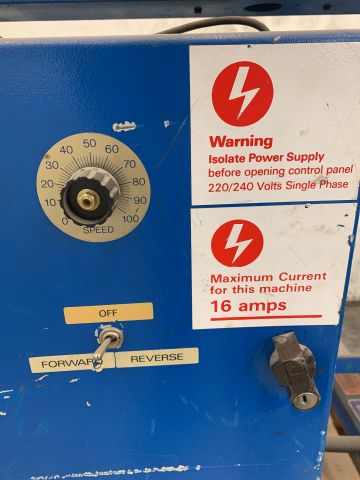 0 10 20 30 40 50 60 70 80 90 100
SPEED
Warning
Isolate Power Supply
before opening control panel
220/240 Volts Single Phase
Maximum Current
for this machine
16 amps
OFF
FORWARD REVERSE